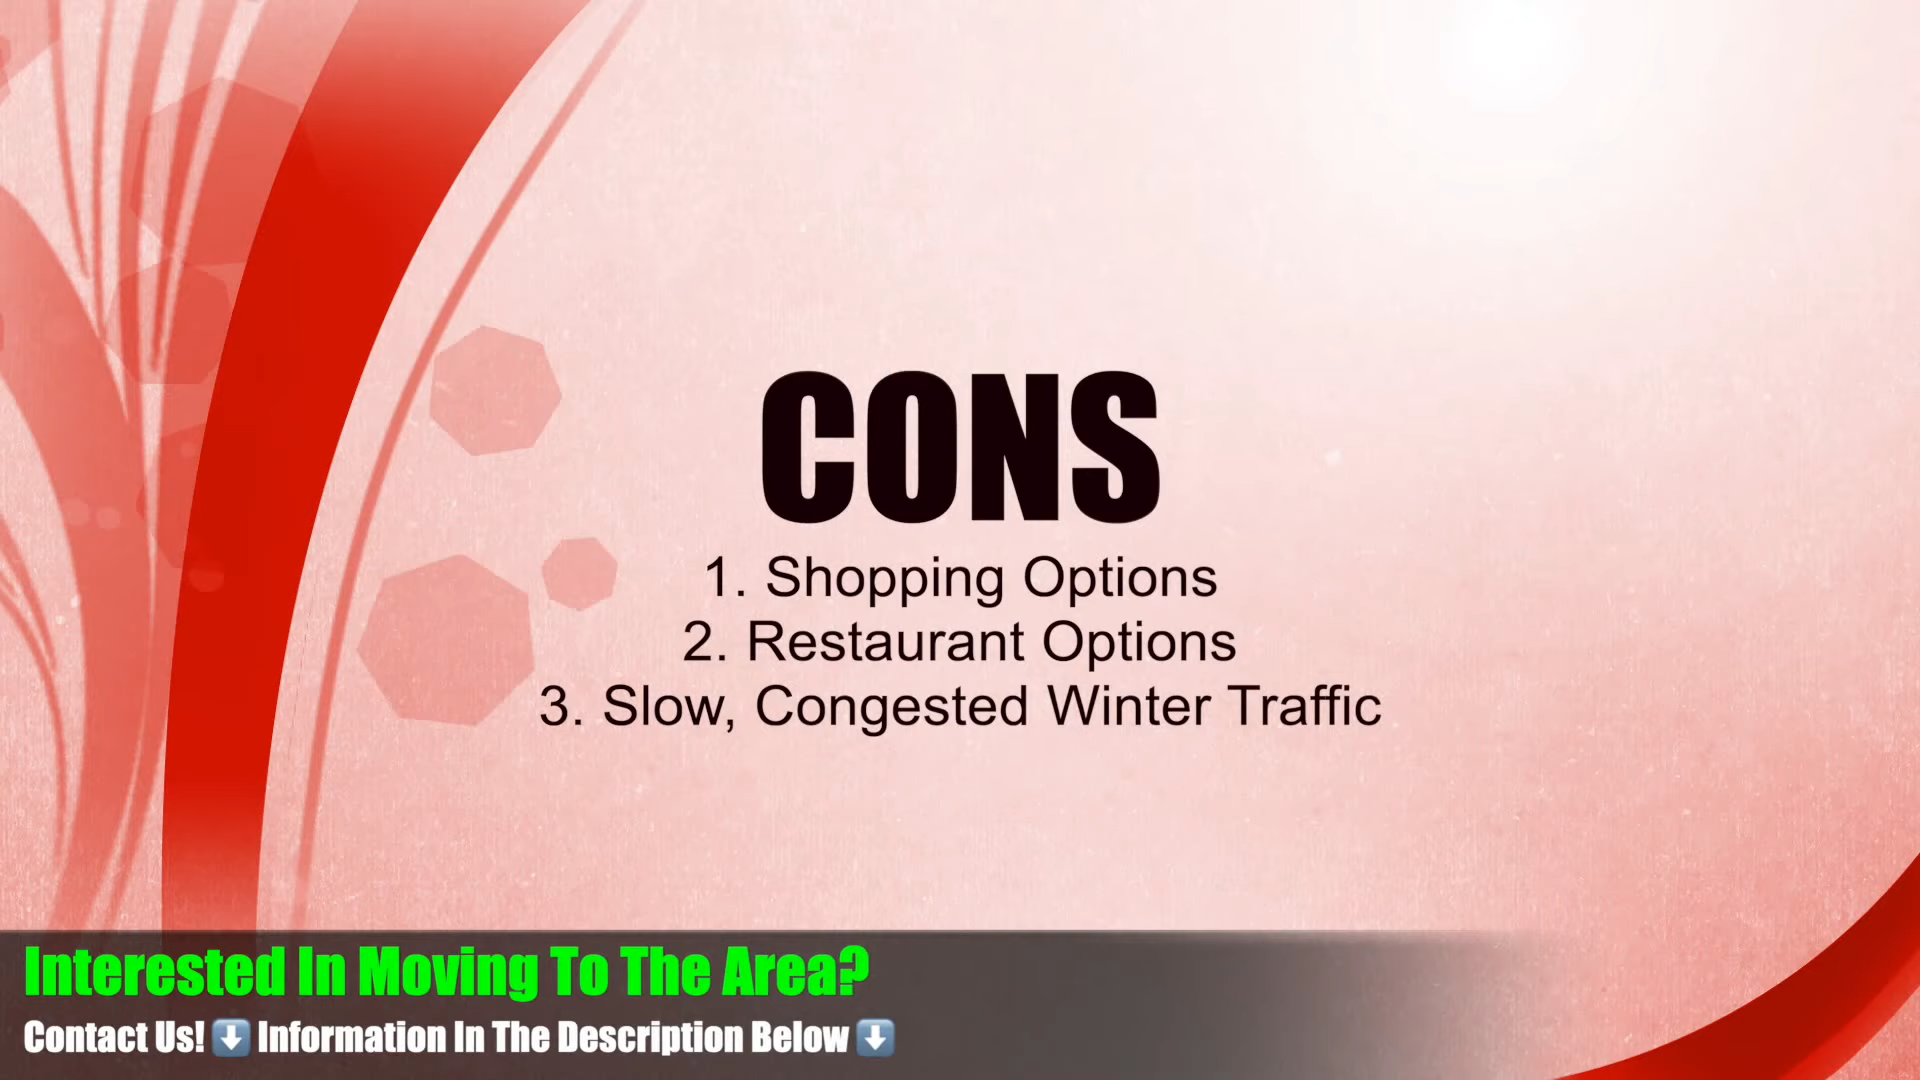 CONS
1. Shopping Options
2. Restaurant Options
3. Slow, Congested Winter Traffic
Interested In Moving To The Area?
Contact Us! ⬇️ Information In The Description Below ⬇️